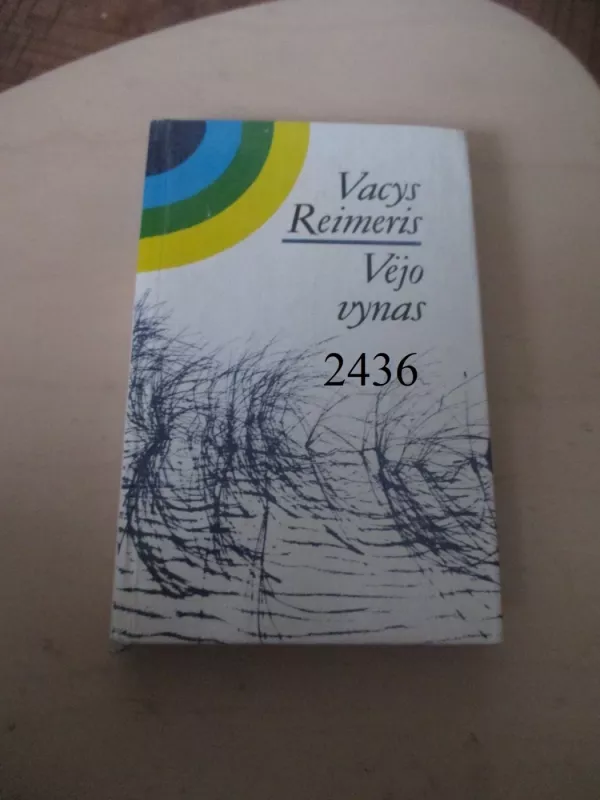 Vacys
Reimeris
Vėjo
vynas
2436